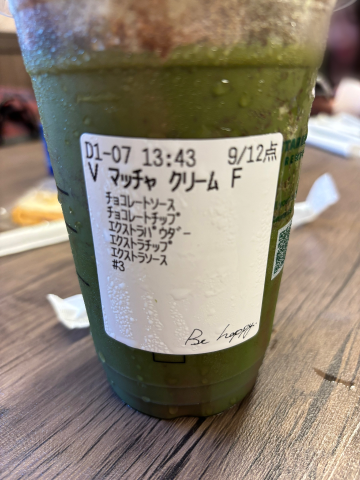 D1-07 13:43 9/12点
V マッチャ クリーム F
チョコレートソース
チョコレートチップ
エクストラパウダー
エクストラチップ
エクストラソース
#3
Be happy